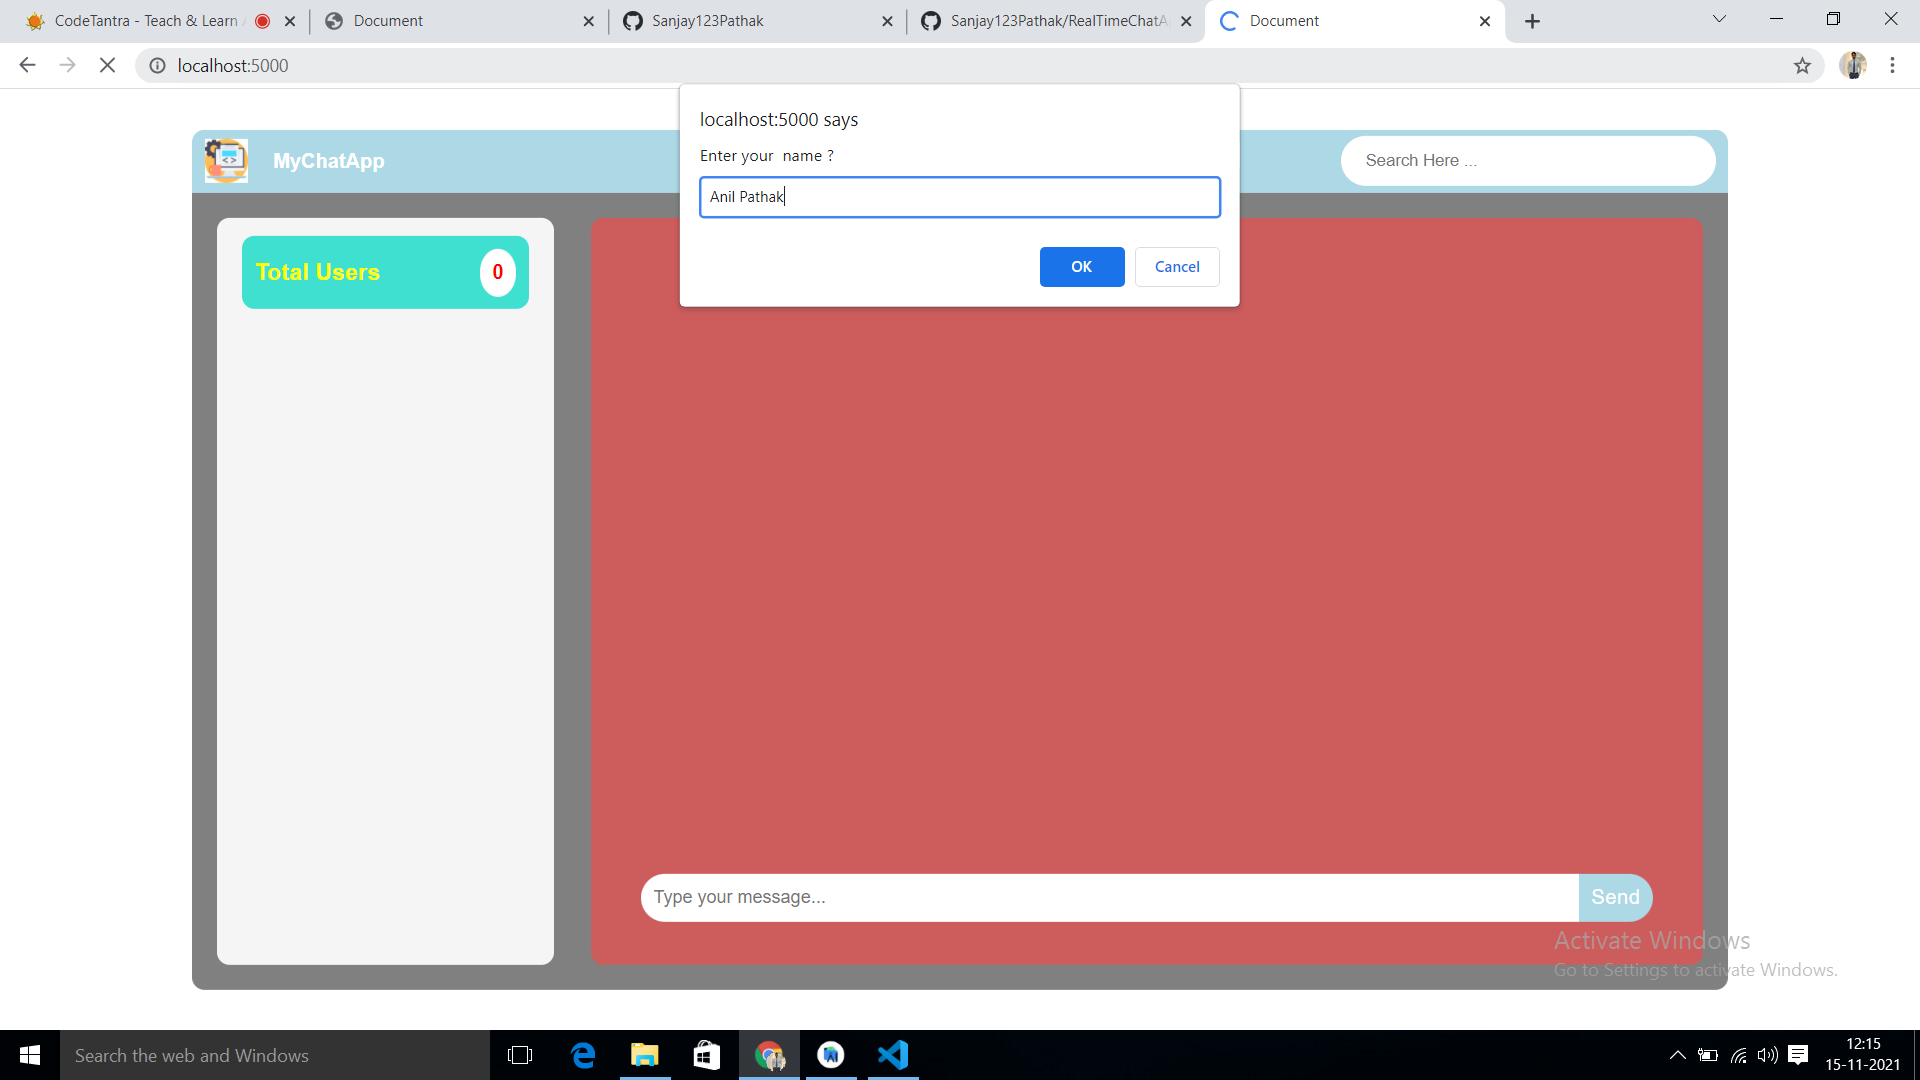 CodeTantra - Teach & Learn
Document
Sanjay123Pathak
Sanjay123Pathak/RealTimeChatA
Document
localhost:5000
localhost:5000 says
Enter your  name ?
Anil Pathak
OK
Cancel
MyChatApp
Search Here ...
Total Users
0
Type your message...
Send
Activate Windows
Go to Settings to activate Windows.
Search the web and Windows
12:15
15-11-2021